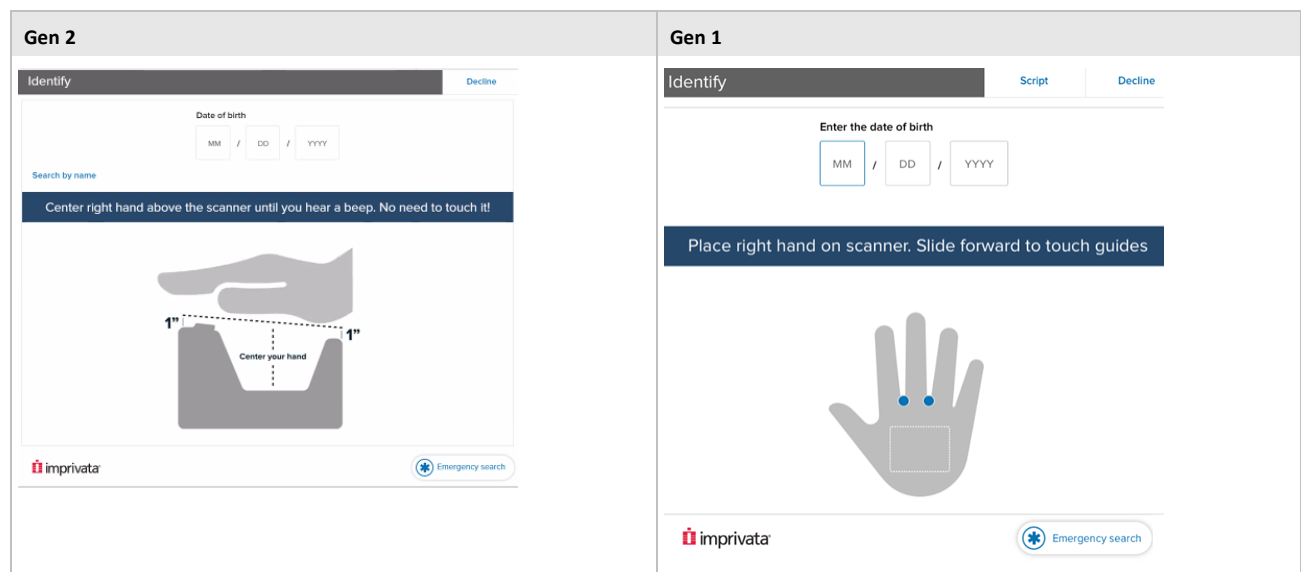 Gen 2
Identify
Decline
Date of birth
MM / DD / YYYY
Search by name
Center right hand above the scanner until you hear a beep. No need to touch it!
1”
1”
Center your hand
imprivata
Emergency search
Gen 1
Identify
Script
Decline
Enter the date of birth
MM / DD / YYYY
Place right hand on scanner. Slide forward to touch guides
imprivata
Emergency search